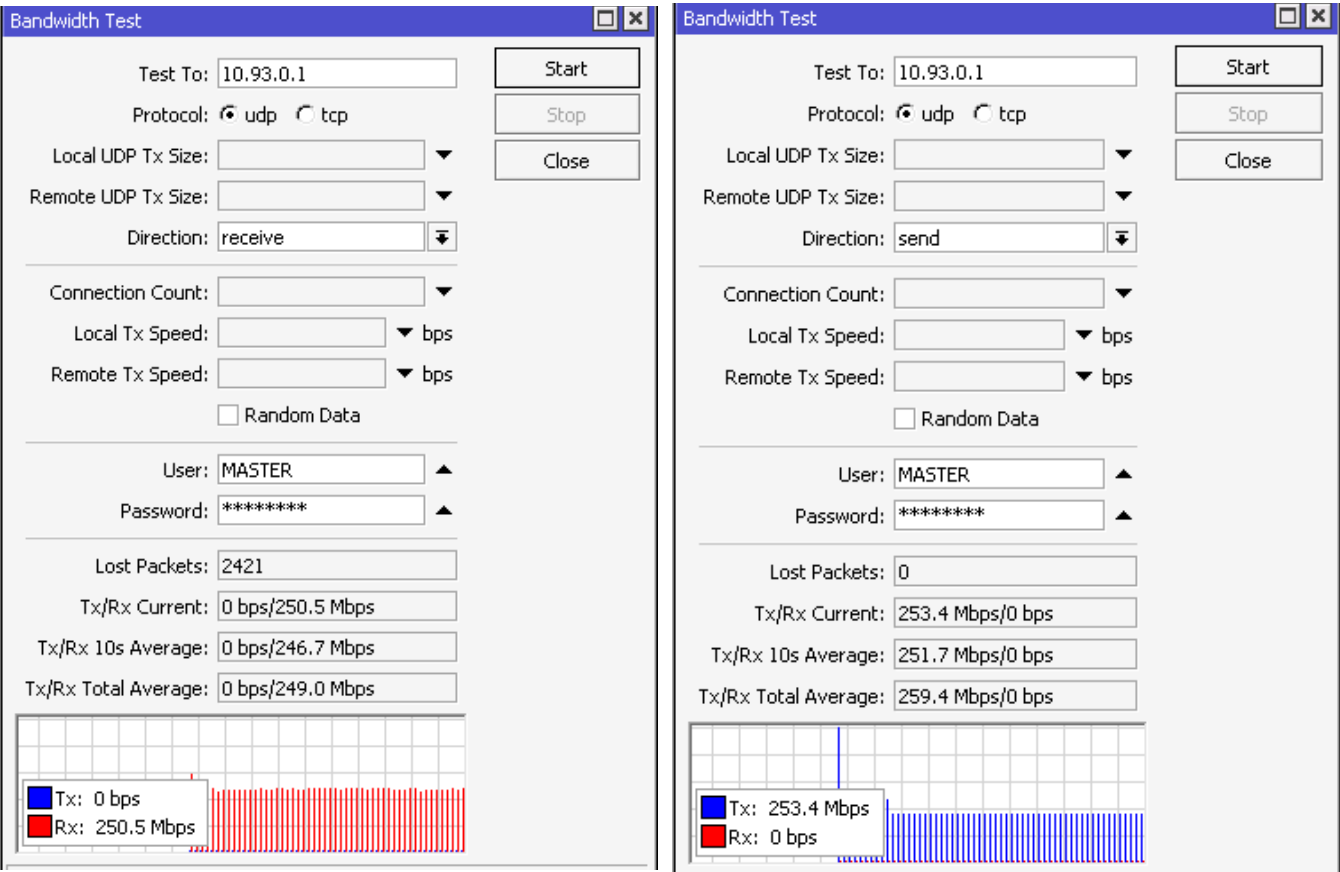 Bandwidth Test
Test To: 10.93.0.1
Start
Protocol: udp tcp
Stop
Local UDP Tx Size:
Close
Remote UDP Tx Size:
Direction: receive
Connection Count:
Local Tx Speed: bps
Remote Tx Speed: bps
Random Data
User: MASTER
Password: ********
Lost Packets: 2421
Tx/Rx Current: 0 bps/250.5 Mbps
Tx/Rx 10s Average: 0 bps/246.7 Mbps
Tx/Rx Total Average: 0 bps/249.0 Mbps
Tx: 0 bps
Rx: 250.5 Mbps
Bandwidth Test
Test To: 10.93.0.1
Start
Protocol: udp tcp
Stop
Local UDP Tx Size:
Close
Remote UDP Tx Size:
Direction: send
Connection Count:
Local Tx Speed: bps
Remote Tx Speed: bps
Random Data
User: MASTER
Password: ********
Lost Packets: 0
Tx/Rx Current: 253.4 Mbps/0 bps
Tx/Rx 10s Average: 251.7 Mbps/0 bps
Tx/Rx Total Average: 259.4 Mbps/0 bps
Tx: 253.4 Mbps
Rx: 0 bps